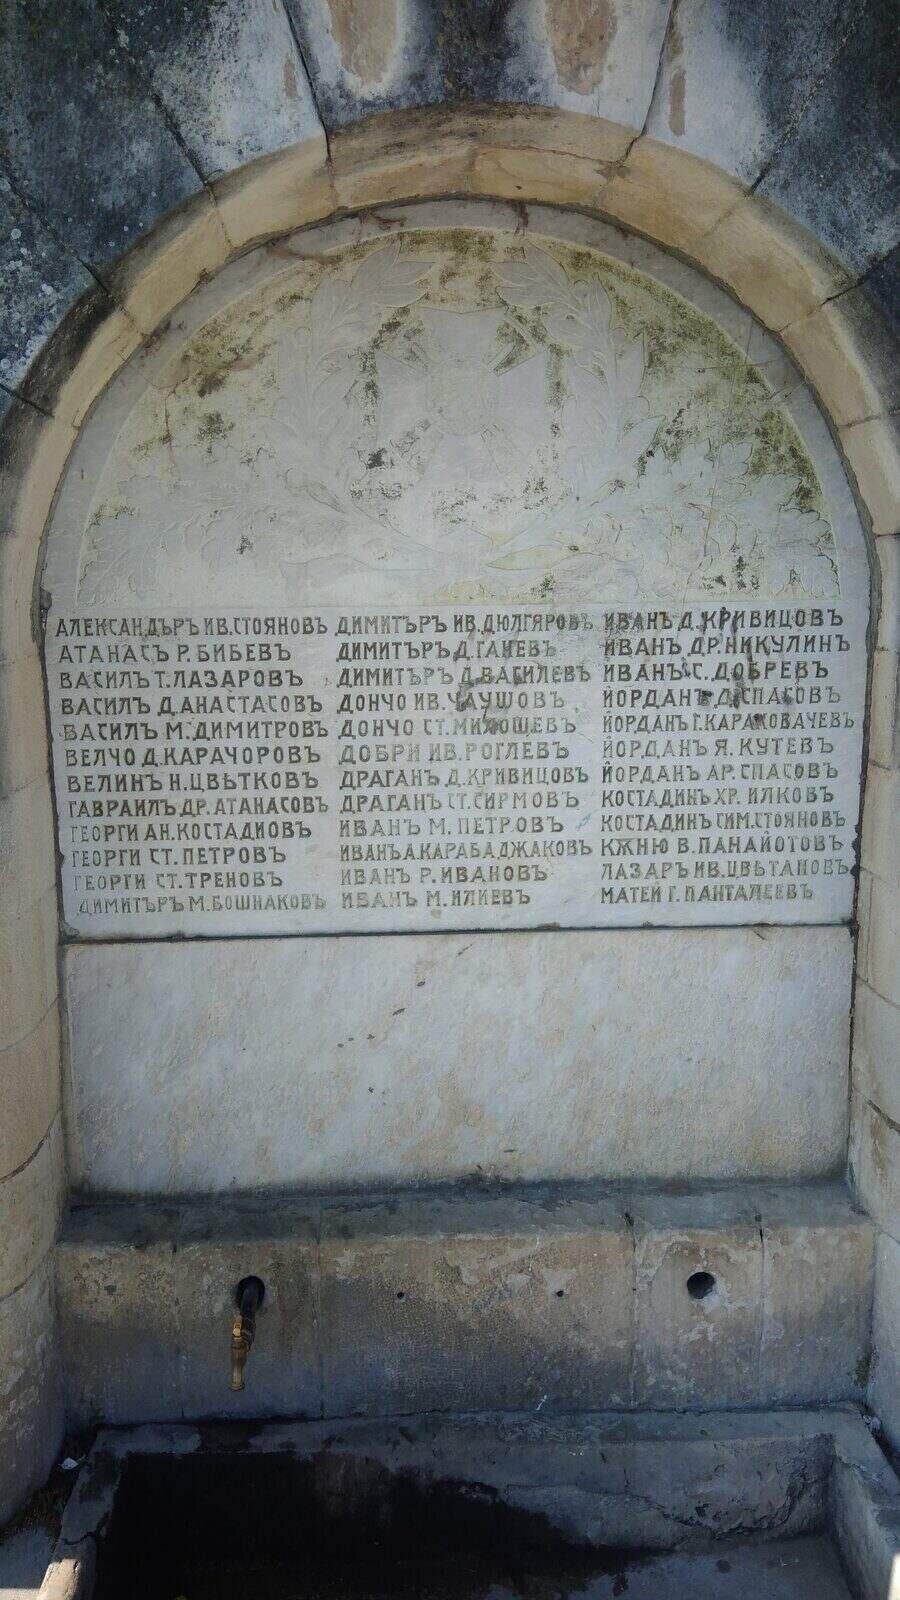 АЛЕКСАНДЪРЪ ИВ. СТОЯНОВЪ
АТАНАСЪ Р. БИБЕВЪ
ВАСИЛЪ Т. ЛАЗАРОВЪ
ВАСИЛЪ Д. АНАСТАСОВЪ
ВАСИЛЪ М. ДИМИТРОВЪ
ВЕЛЧО Д. КАРАЧОРОВЪ
ВЕЛИНЪ Н. ЦВѢТКОВЪ
ГАВРАИЛЪ ДР. АТАНАСОВЪ
ГЕОРГИ АН. КОСТАДИОВЪ
ГЕОРГИ СТ. ПЕТРОВЪ
ГЕОРГИ СТ. ТРЕНОВЪ
ДИМИТЪРЪ М. БОШНАКОВЪ
ДИМИТЪРЪ ИВ. ДЮЛГЯРОВЪ
ДИМИТЪРЪ Д. ГАНЕВЪ
ДИМИТЪРЪ Д. ВАСИЛЕВЪ
ДОНЧО ИВ. ЧАУШОВЪ
ДОНЧО СТ. МИЮЩЕВЪ
ДОБРИ ИВ. РОГЛЕВЪ
ДРАГАНЪ Д. КРИВИЦОВЪ
ДРАГАНЪ СТ. СИРМОВЪ
ИВАНЪ М. ПЕТРОВЪ
ИВАНЪ А. КАРАБАДЖАКОВЪ
ИВАНЪ Р. ИВАНОВЪ
ИВАНЪ М. ИЛИЕВЪ
ИВАНЪ Д. КРИВИЦОВЪ
ИВАНЪ ДР. НИКУЛИНЪ
ИВАНЪ С. ДОБРЕВЪ
ЙОРДАНЪ Д. СПАСОВЪ
ЙОРДАНЪ Г. КАРАКОВАЧЕВЪ
ЙОРДАНЪ Я. КУТЕВЪ
ЙОРДАНЪ АР. СПАСОВЪ
КОСТАДИНЪ ХР. ИЛКОВЪ
КОСТАДИНЪ СИМ. СТОЯНОВЪ
КѪНЮ В. ПАНАЙОТОВЪ
ЛАЗАРЪ ИВ. ЦВѢТАНОВЪ
МАТЕЙ Г. ПАНТАЛЕЕВЪ